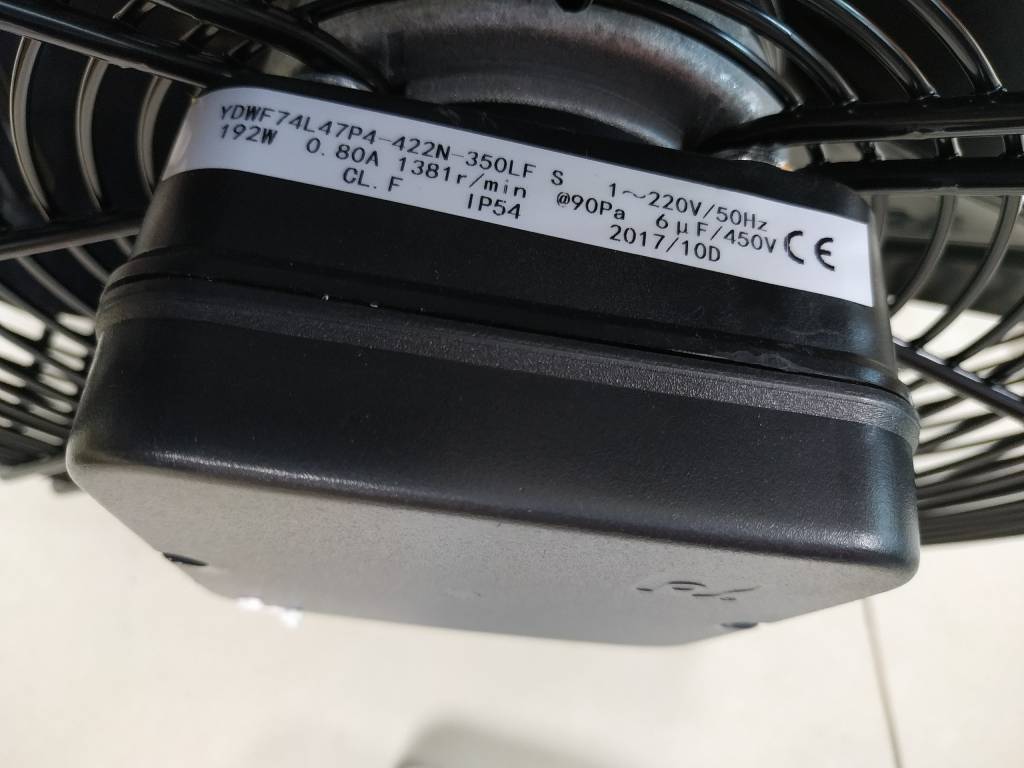 YDWF74L47P4-422N-350LF S 1～220V/50Hz
192W 0.80A 1381r/min @90Pa 6μF/450V
CL.F IP54 2017/10D
CE